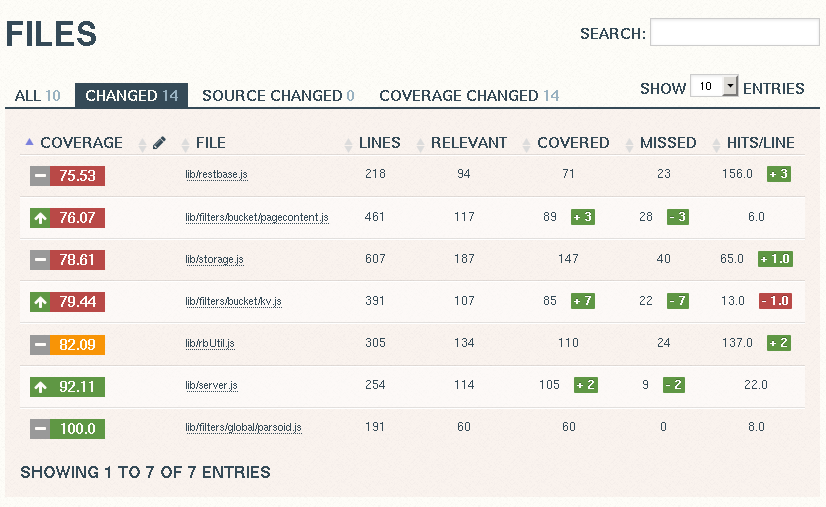 FILES
SEARCH:
ALL 10 CHANGED 14 SOURCE CHANGED 0 COVERAGE CHANGED 14 SHOW 10 ENTRIES
COVERAGE FILE LINES RELEVANT COVERED MISSED HITS/LINE
75.53 lib/restbase.js 218 94 71 23 156.0 + 3
76.07 lib/filters/bucket/pagecontent.js 461 117 89 + 3 28 - 3 6.0
78.61 lib/storage.js 607 187 147 40 65.0 + 1.0
79.44 lib/filters/bucket/kv.js 391 107 85 + 7 22 - 7 13.0 - 1.0
82.09 lib/rbUtil.js 305 134 110 24 137.0 + 2
92.11 lib/server.js 254 114 105 + 2 9 - 2 22.0
100.0 lib/filters/global/parsoid.js 191 60 60 0 8.0
SHOWING 1 TO 7 OF 7 ENTRIES